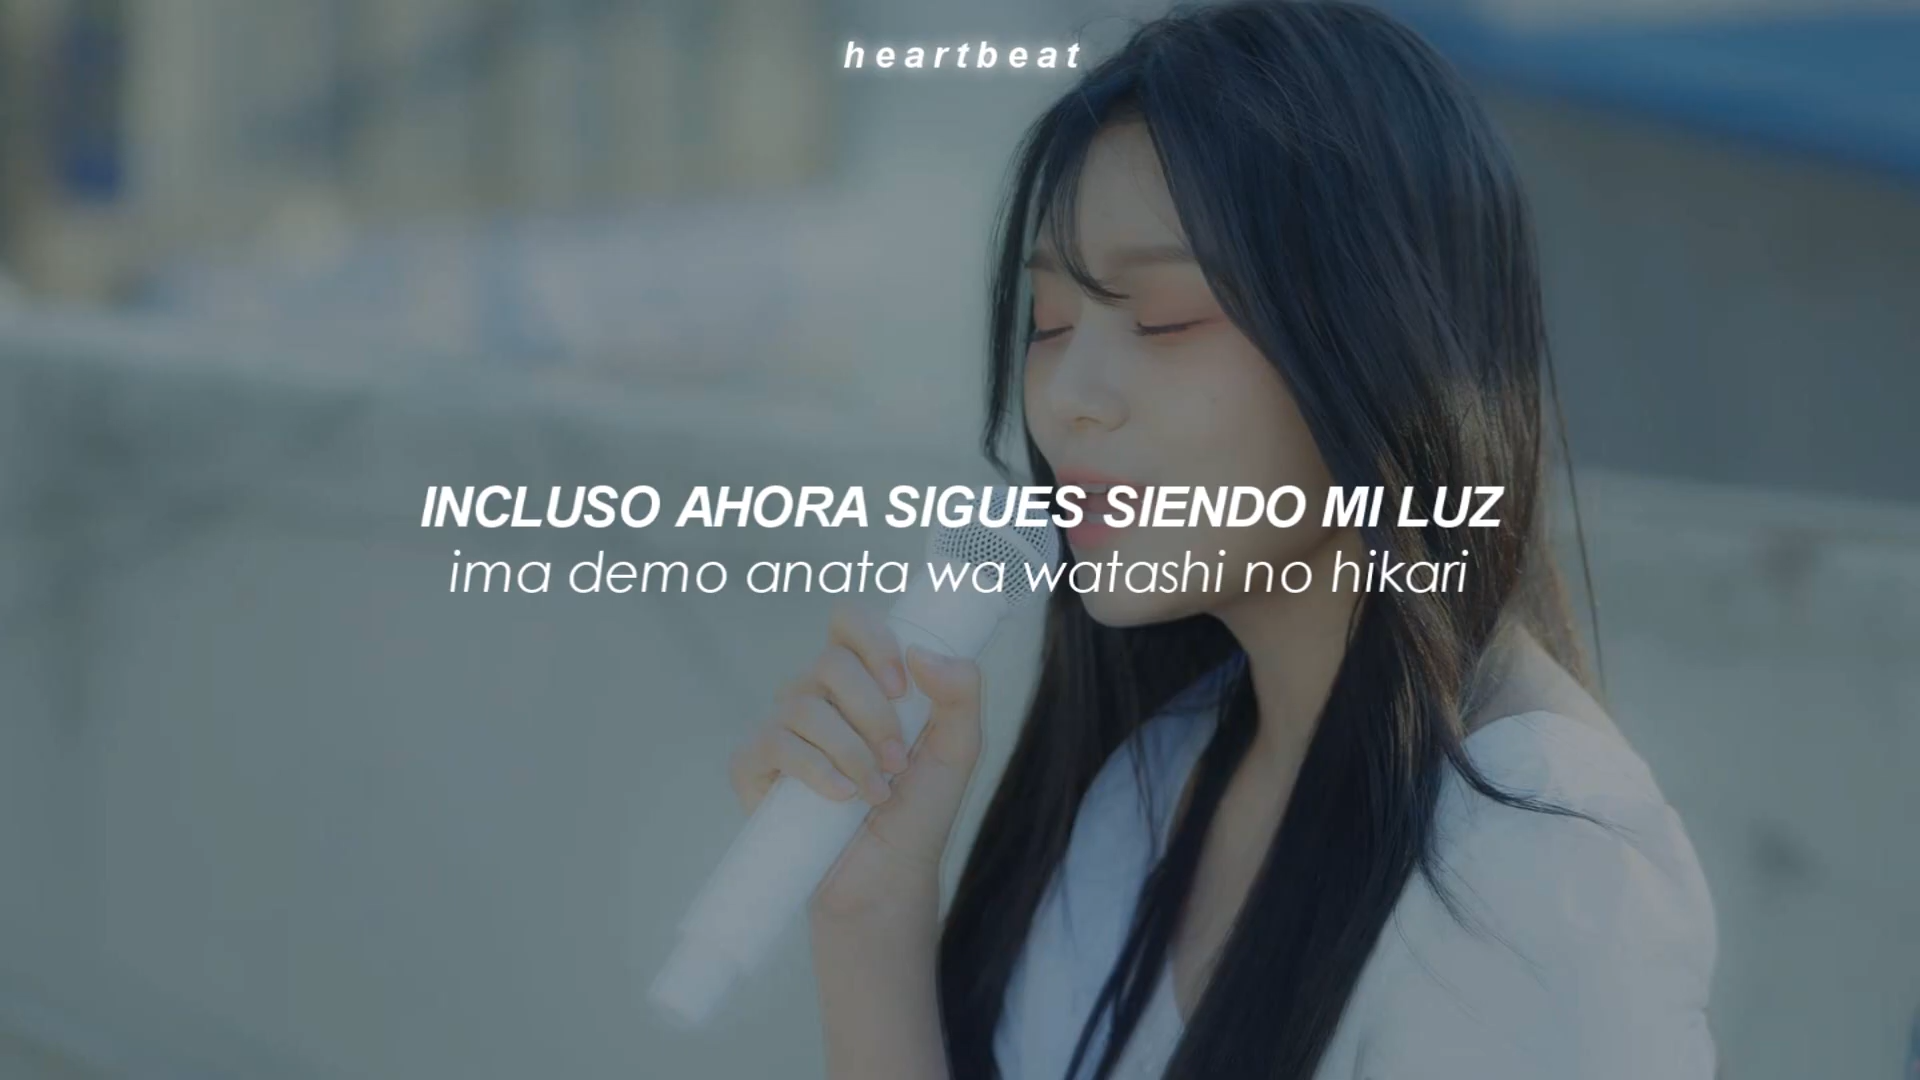 heartbeat
INCLUSO AHORA SIGUES SIENDO MI LUZ
ima demo anata wa watashi no hikari